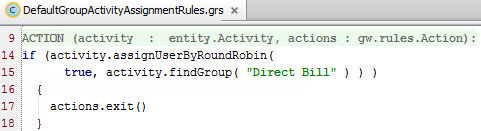 DefaultGroupActivityAssignmentRules.grs ×
9 ACTION (activity : entity.Activity, actions : gw.rules.Action):
14 if (activity.assignUserByRoundRobin(
15 true, activity.findGroup( "Direct Bill" ) ) )
16 {
17 actions.exit()
18 }